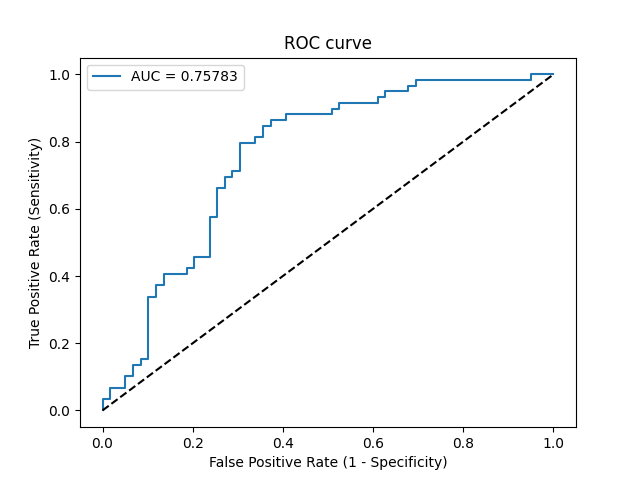 ROC curve
AUC = 0.75783
True Positive Rate (Sensitivity)
1.0
0.8
0.6
0.4
0.2
0.0
0.0 0.2 0.4 0.6 0.8 1.0
False Positive Rate (1 - Specificity)